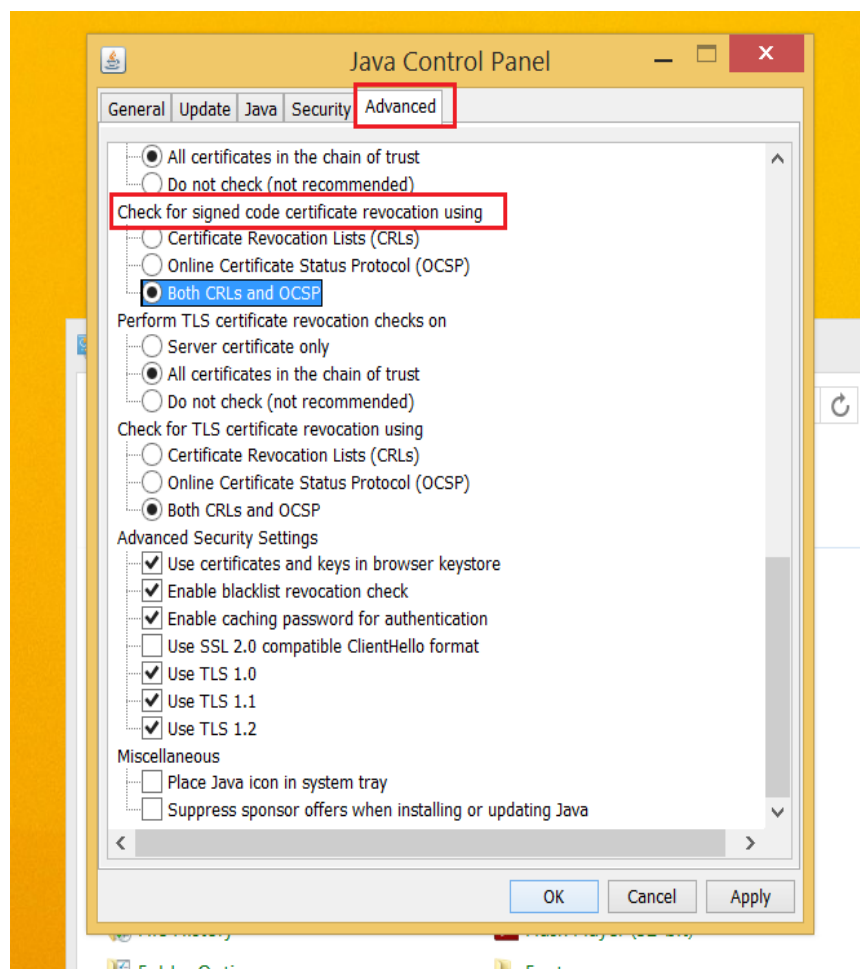 Java Control Panel
General Update Java Security Advanced
All certificates in the chain of trust
Do not check (not recommended)
Check for signed code certificate revocation using
Certificate Revocation Lists (CRLs)
Online Certificate Status Protocol (OCSP)
Both CRLs and OCSP
Perform TLS certificate revocation checks on
Server certificate only
All certificates in the chain of trust
Do not check (not recommended)
Check for TLS certificate revocation using
Certificate Revocation Lists (CRLs)
Online Certificate Status Protocol (OCSP)
Both CRLs and OCSP
Advanced Security Settings
Use certificates and keys in browser keystore
Enable blacklist revocation check
Enable caching password for authentication
Use SSL 2.0 compatible ClientHello format
Use TLS 1.0
Use TLS 1.1
Use TLS 1.2
Miscellaneous
Place Java icon in system tray
Suppress sponsor offers when installing or updating Java
OK Cancel Apply